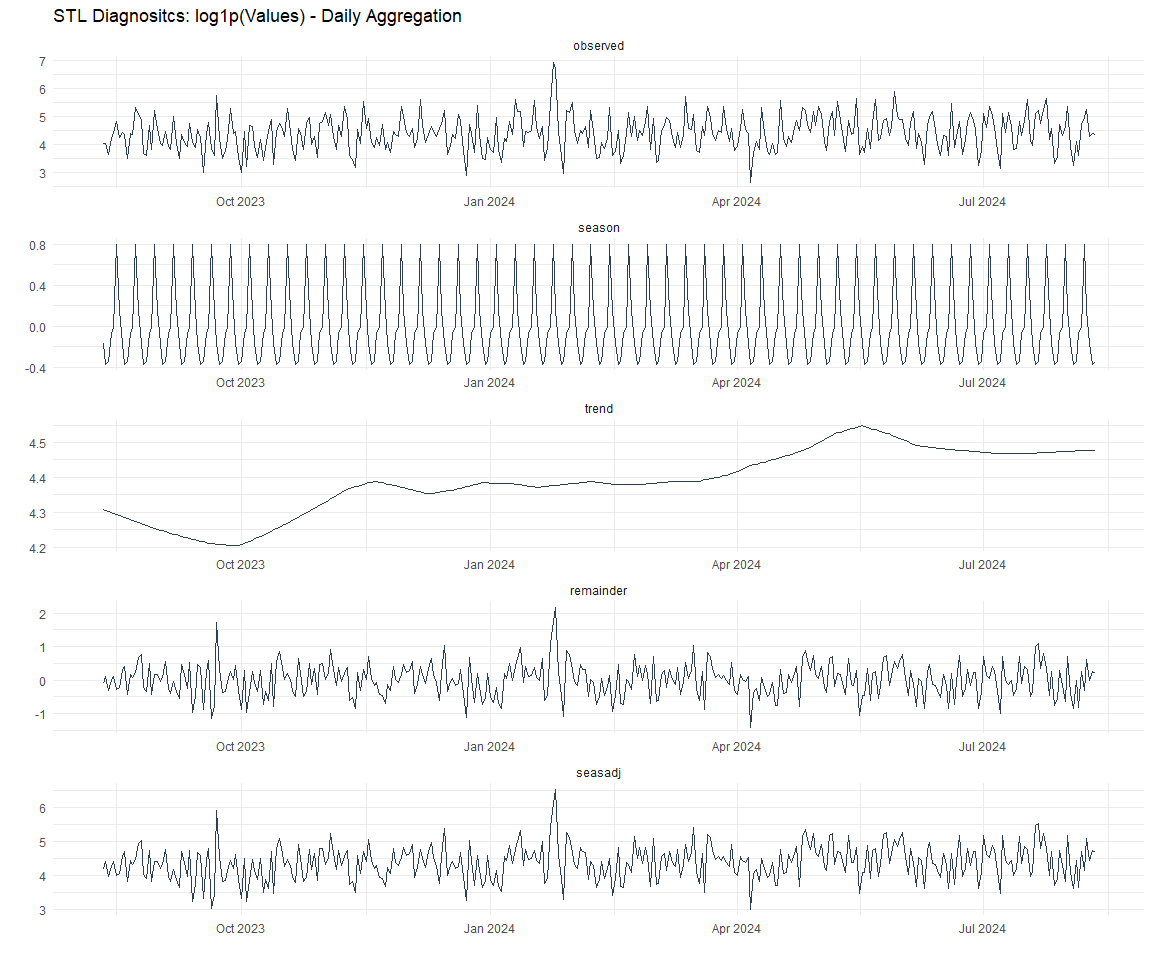 STL Diagnositcs: log1p(Values) - Daily Aggregation
observed
7
6
5
4
3
Oct 2023 Jan 2024 Apr 2024 Jul 2024
season
0.8
0.4
0.0
-0.4
Oct 2023 Jan 2024 Apr 2024 Jul 2024
trend
4.5
4.4
4.3
4.2
Oct 2023 Jan 2024 Apr 2024 Jul 2024
remainder
2
1
0
-1
Oct 2023 Jan 2024 Apr 2024 Jul 2024
seasadj
6
5
4
3
Oct 2023 Jan 2024 Apr 2024 Jul 2024